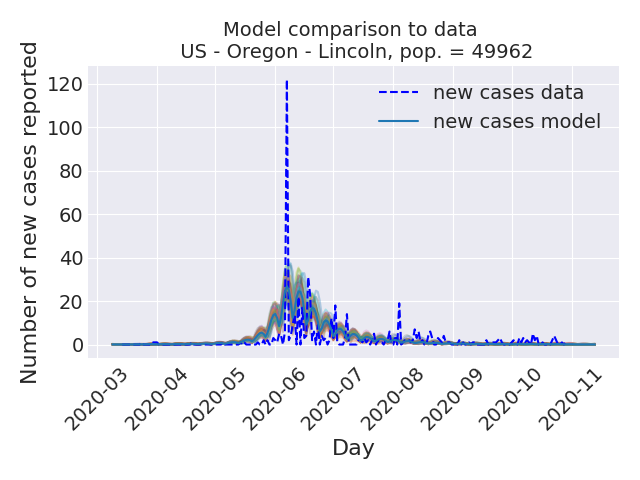 Model comparison to data
US - Oregon - Lincoln, pop. = 49962
Number of new cases reported
120
100
80
60
40
20
0
new cases data
new cases model
2020-03
2020-04
2020-05
2020-06
2020-07
2020-08
2020-09
2020-10
2020-11
Day